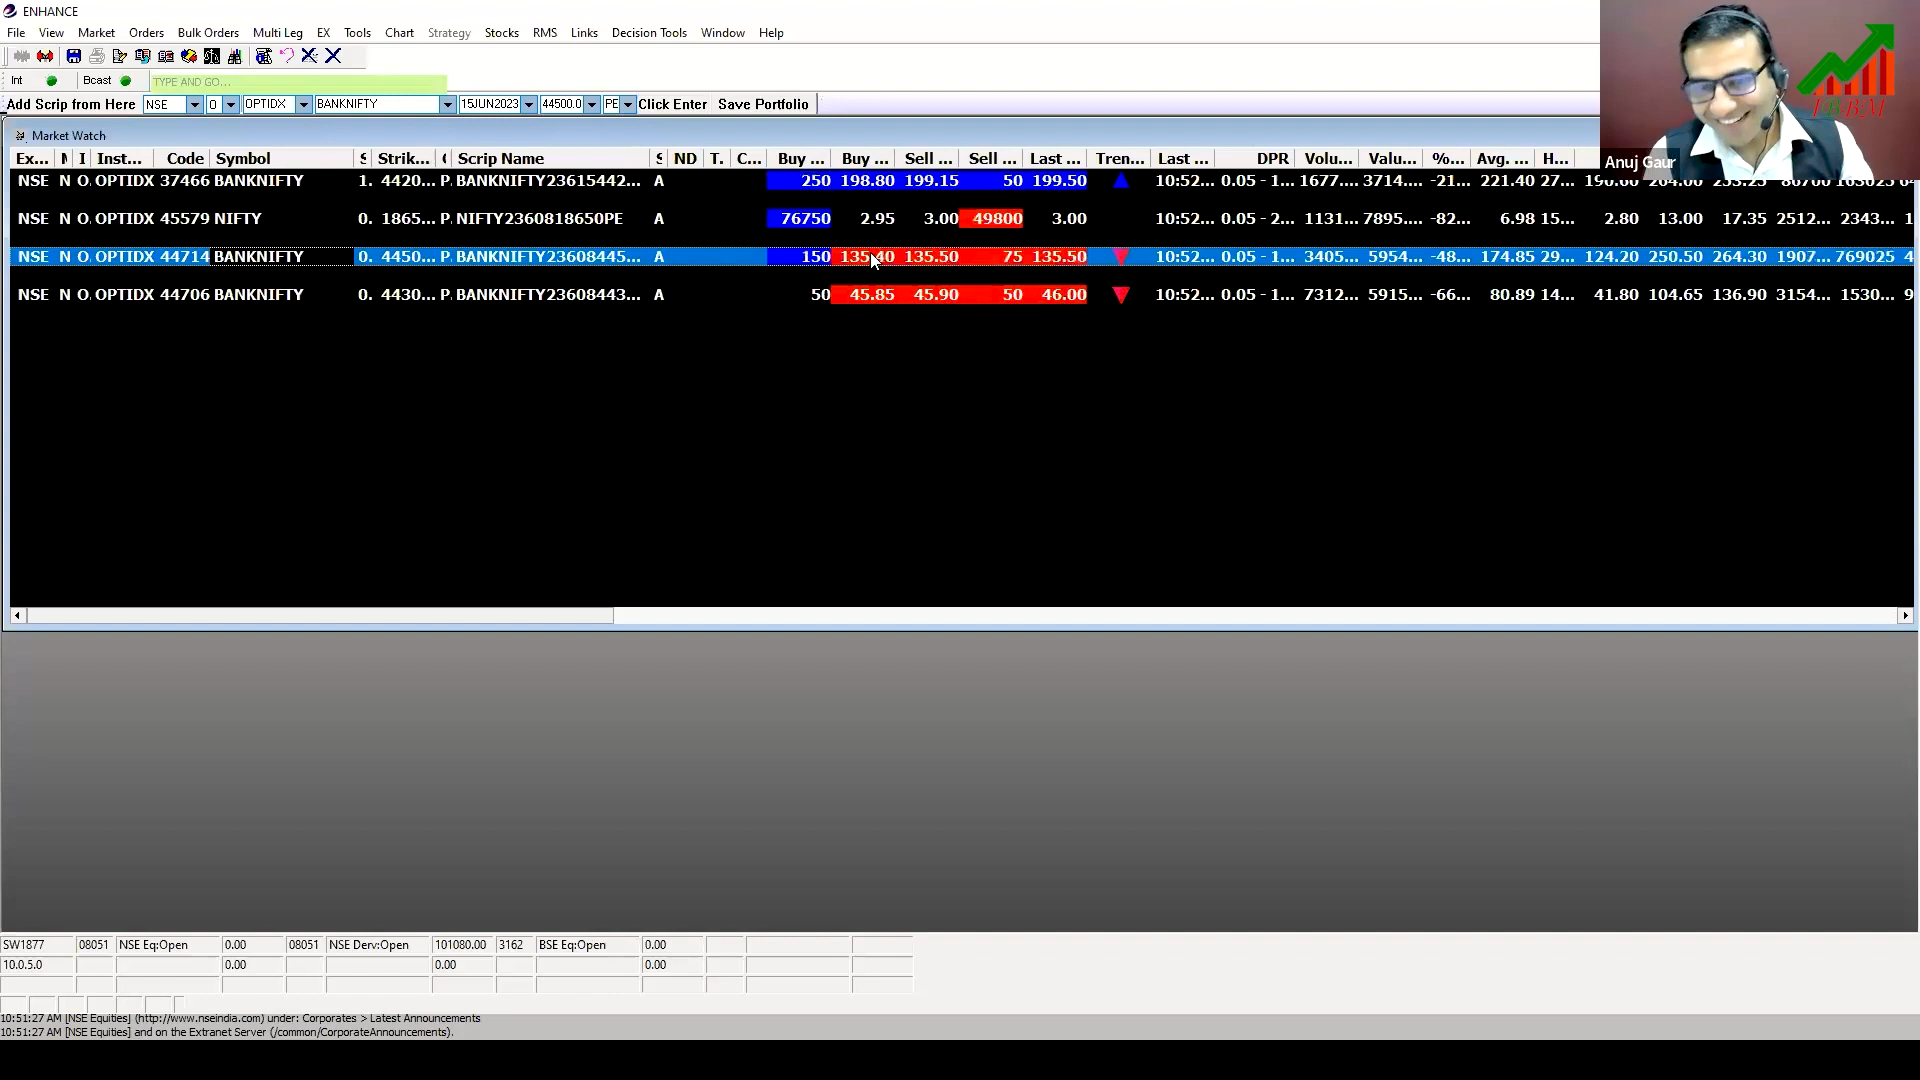 ENHANCE
File View Market Orders Bulk Orders Multi Leg EX Tools Chart Strategy Stocks RMS Links Decision Tools Window Help
Int Bcast TYPE AND GO...
Add Scrip from Here NSE O OPTIDX BANKNIFTY 15JUN2023 44500.0 PE Click Enter Save Portfolio
Market Watch
Ex... Inst... Code Symbol Strik... Scrip Name ND T. C... Buy ... Buy ... Sell ... Sell ... Last ... Tren... Last ... DPR Volu... Valu... %... Avg. ... H...
NSE N O. OPTIDX 37466 BANKNIFTY 1. 4420... P. BANKNIFTY23615442... A 250 198.80 199.15 50 199.50 10:52... 0.05 - 1... 1677... 3714.... -21... 221.40 27...
NSE N O. OPTIDX 45579 NIFTY 0. 1865... P. NIFTY2360818650PE A 76750 2.95 3.00 49800 3.00 10:52... 0.05 - 2... 1131... 7895.... -82... 6.98 15... 2.80 13.00 17.35 2512... 2343... 1
NSE N O. OPTIDX 44714 BANKNIFTY 0. 4450... P. BANKNIFTY23608445... A 150 135.40 135.50 75 135.50 10:52... 0.05 - 1... 3405... 5954... -48... 174.85 29... 124.20 250.50 264.30 1907... 769025 4
NSE N O. OPTIDX 44706 BANKNIFTY 0. 4430... P. BANKNIFTY23608443... A 50 45.85 45.90 50 46.00 10:52... 0.05 - 1... 7312... 5915... -66... 80.89 14... 41.80 104.65 136.90 3154... 1530... 9
Anuj Gaur
SW1877 08051 NSE Eq:Open 0.00 08051 NSE Derv:Open 101080.00 3162 BSE Eq:Open 0.00
10.0.5.0 0.00 0.00 0.00
10:51:27 AM [NSE Equities] (http://www.nseindia.com) under: Corporates > Latest Announcements
10:51:27 AM [NSE Equities] and on the Extranet Server (/common/CorporateAnnouncements).